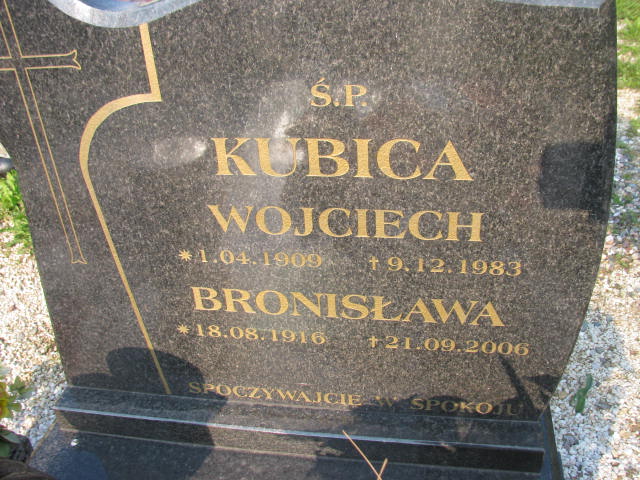 Ś.P.
KUBICA
WOJCIECH
*1.04.1909 †9.12.1983
BRONISŁAWA
*18.08.1916 †21.09.2006
SPOCZYWAJCIE W SPOKOJU